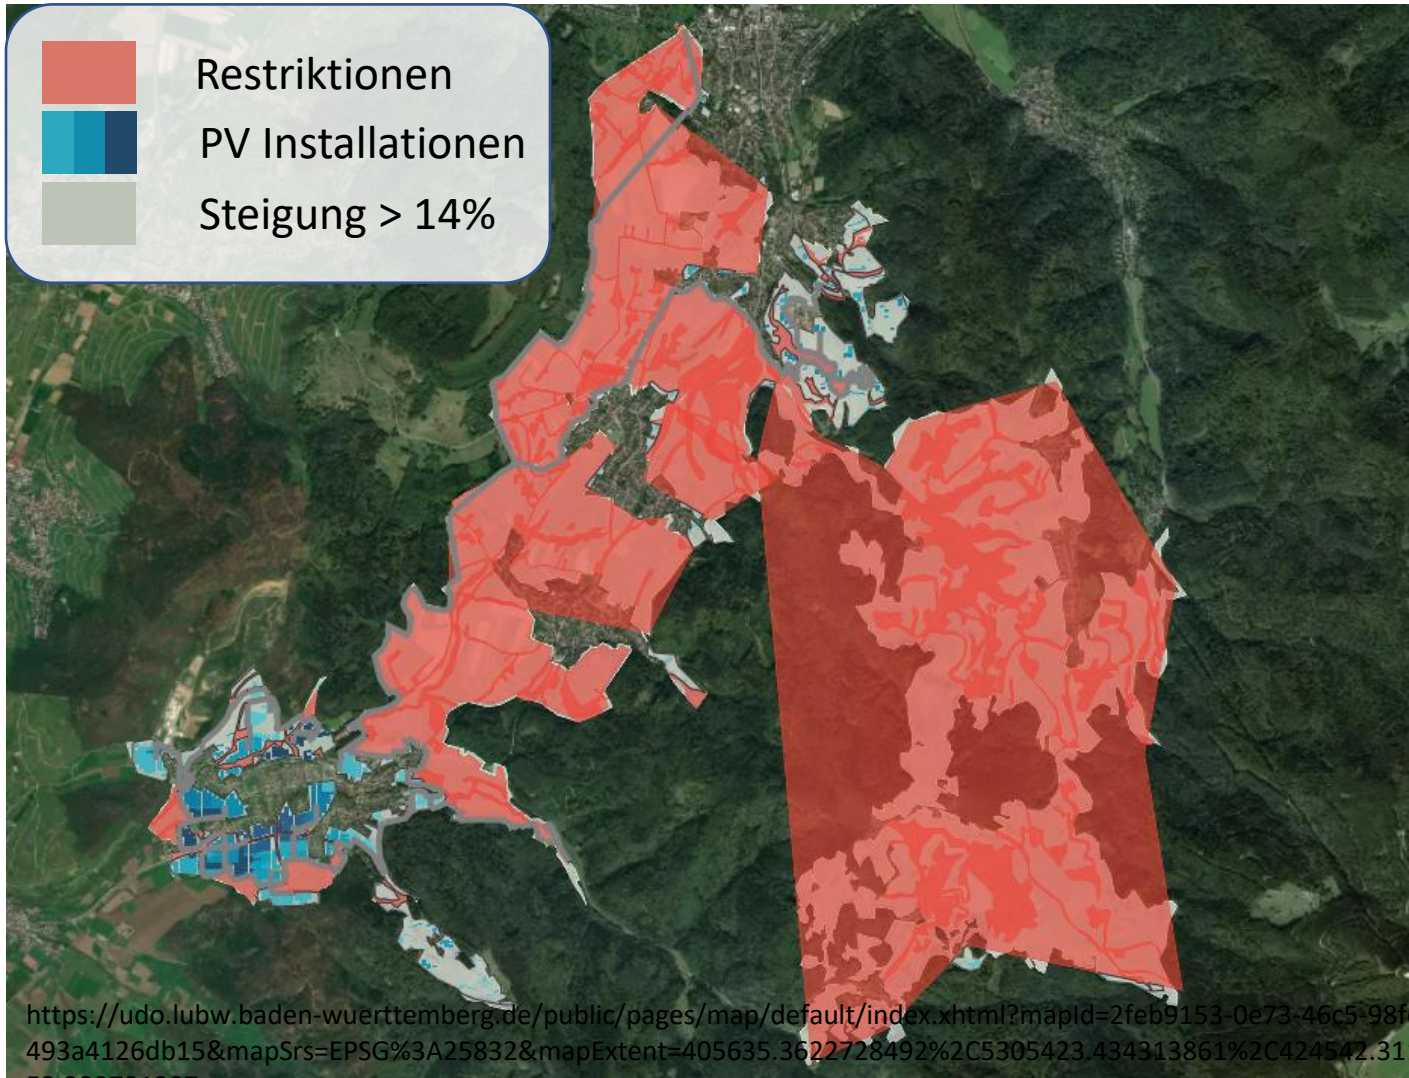 Restriktionen
PV Installationen
Steigung > 14%
https://udo.lubw.baden-wuerttemberg.de/public/pages/map/default/index.xhtml?mapId=2feb9153-0e73-46c5-98f
493a4126db15&mapSrs=EPSG%3A25832&mapExtent=405635.3622728492%2C5305423.434313861%2C424542.31